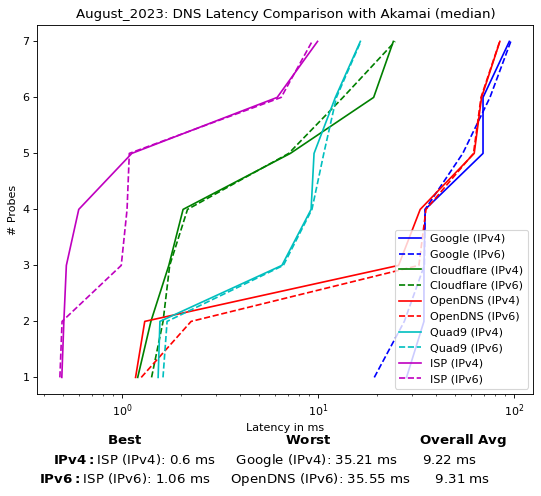 August_2023: DNS Latency Comparison with Akamai (median)
# Probes
7
6
5
4
3
2
1
Google (IPv4)
Google (IPv6)
Cloudflare (IPv4)
Cloudflare (IPv6)
OpenDNS (IPv4)
OpenDNS (IPv6)
Quad9 (IPv4)
Quad9 (IPv6)
ISP (IPv4)
ISP (IPv6)
10⁰ 10¹ 10²
Latency in ms
Best Worst Overall Avg
IPv4: ISP (IPv4): 0.6 ms Google (IPv4): 35.21 ms 9.22 ms
IPv6: ISP (IPv6): 1.06 ms OpenDNS (IPv6): 35.55 ms 9.31 ms